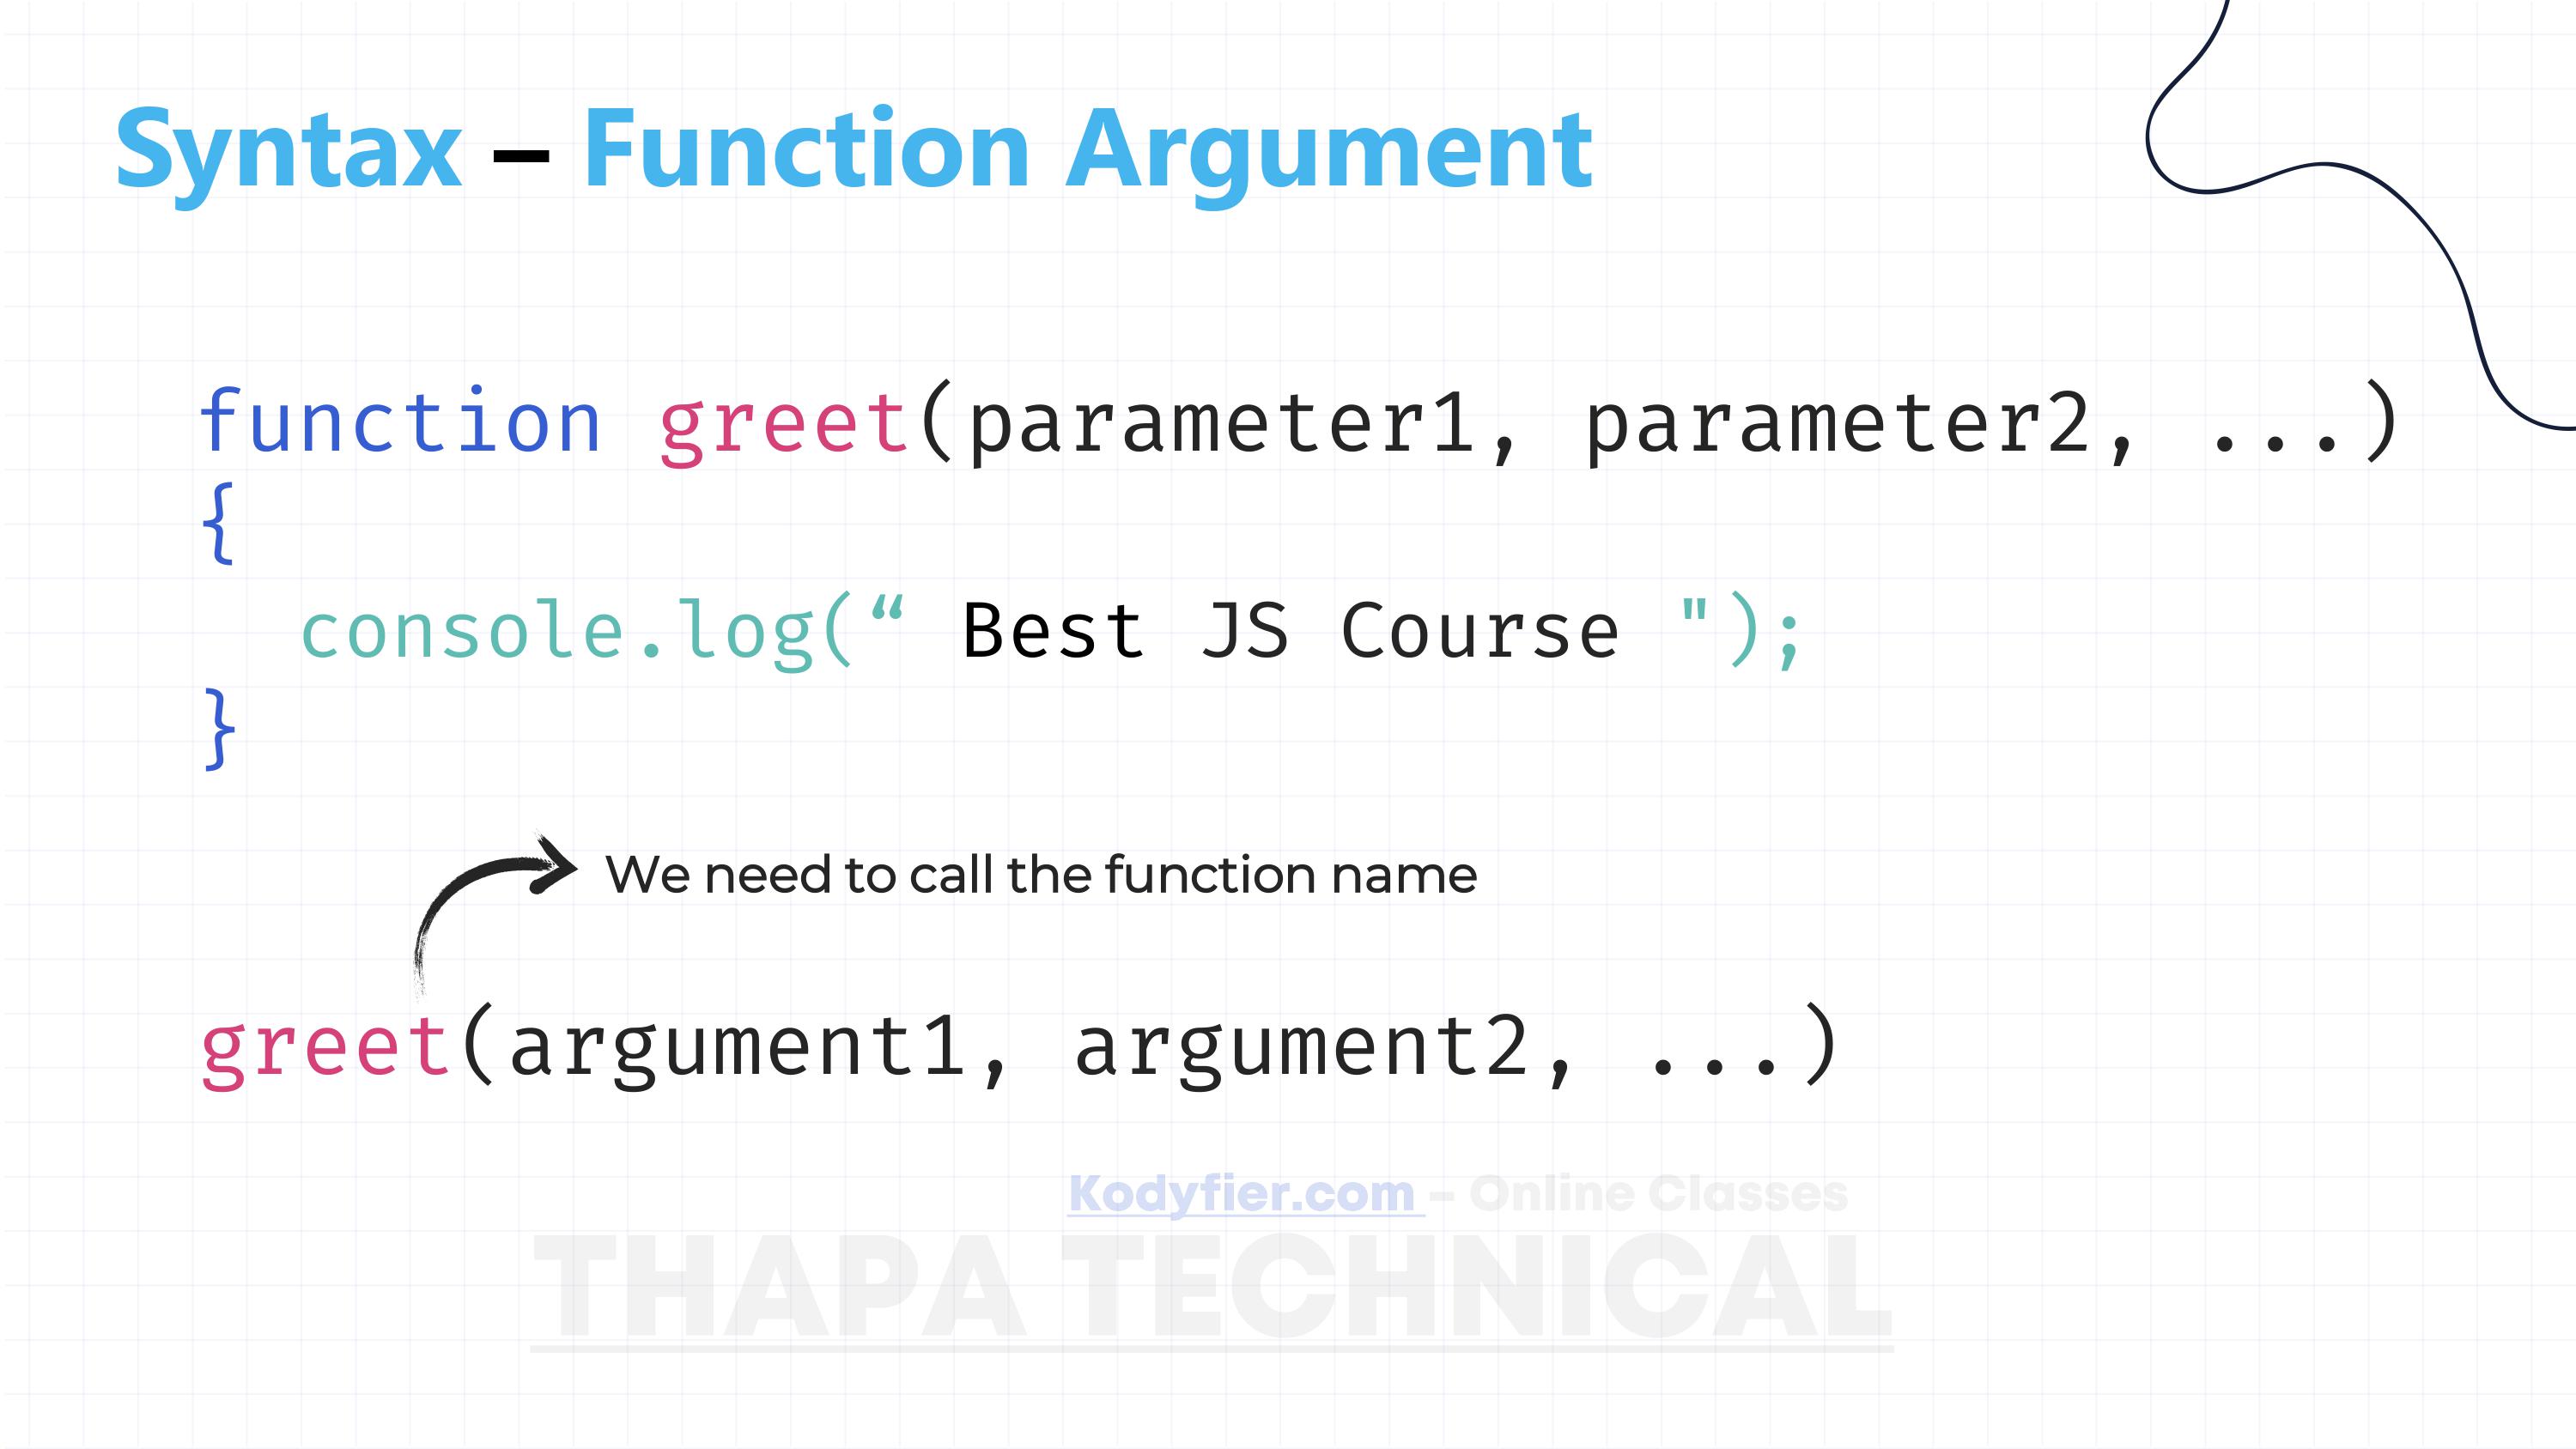 Syntax – Function Argument
function greet(parameter1, parameter2, ...)
{
console.log(“ Best JS Course ");
}
We need to call the function name
greet(argument1, argument2, ...)
Kodyfier.com – Online Classes
THAPA TECHNICAL